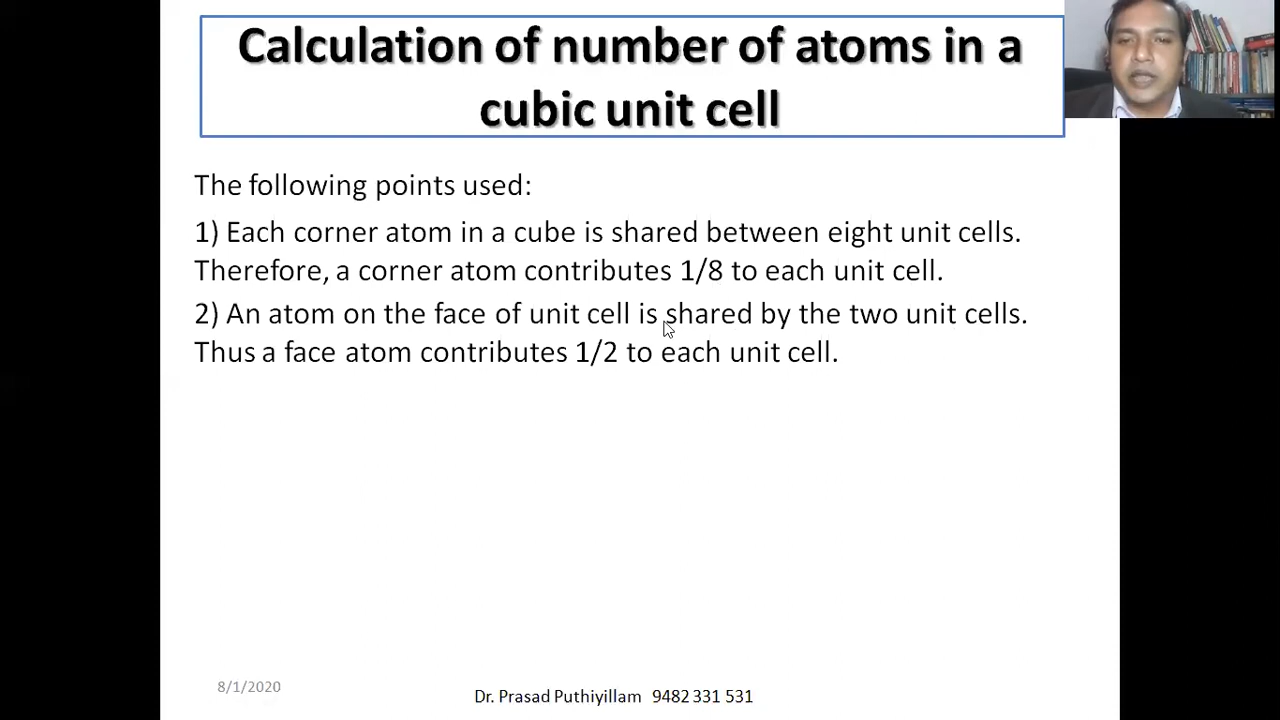 Calculation of number of atoms in a
cubic unit cell
The following points used:
1) Each corner atom in a cube is shared between eight unit cells.
Therefore, a corner atom contributes 1/8 to each unit cell.
2) An atom on the face of unit cell is shared by the two unit cells.
Thus a face atom contributes 1/2 to each unit cell.
8/1/2020
Dr. Prasad Puthiyillam 9482 331 531